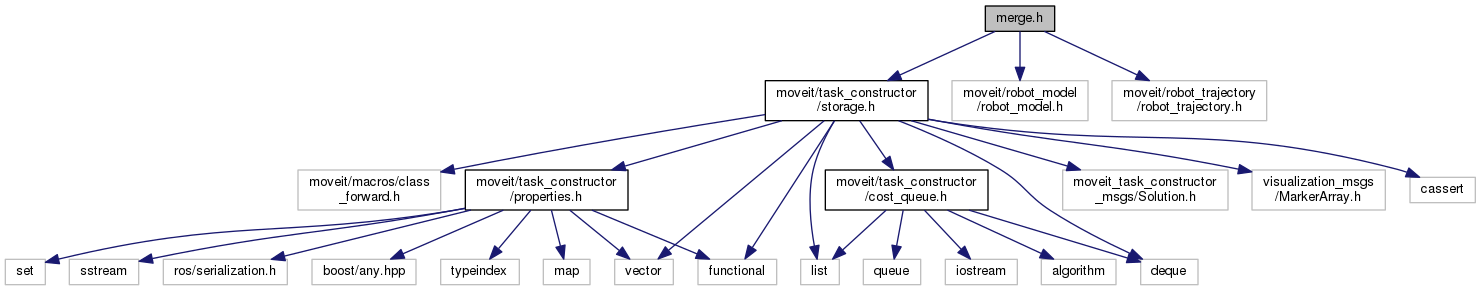 merge.h
moveit/task_constructor
/storage.h
moveit/robot_model
/robot_model.h
moveit/robot_trajectory
/robot_trajectory.h
moveit/macros/class
_forward.h
moveit/task_constructor
/properties.h
moveit/task_constructor
/cost_queue.h
moveit_task_constructor
_msgs/Solution.h
visualization_msgs
/MarkerArray.h
cassert
set
sstream
ros/serialization.h
boost/any.hpp
typeindex
map
vector
functional
list
queue
iostream
algorithm
deque